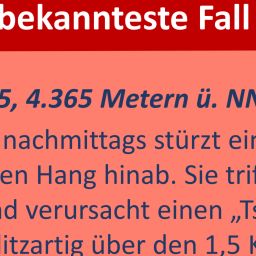 bekannteste Fall
5, 4.365 Metern ü. NN
nachmittags stürzt ei
en Hang hinab. Sie trif
d verursacht einen „Ts
litzartig über den 1,5 K